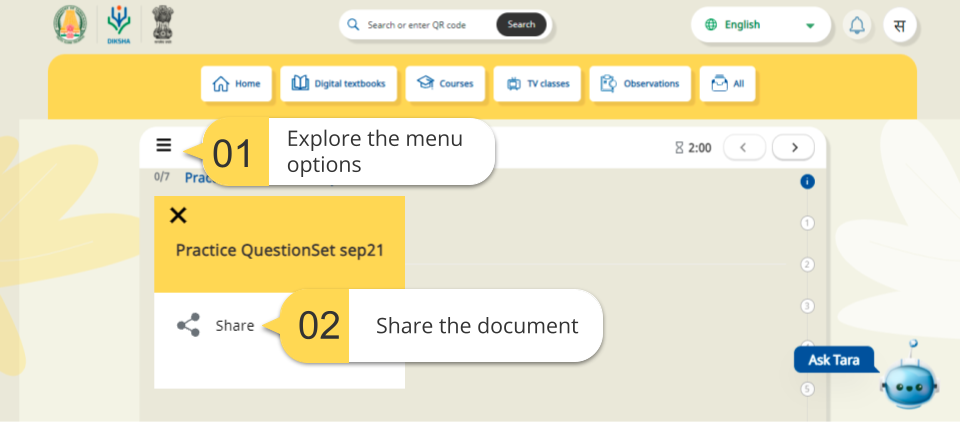 DIKSHA
Search or enter QR code
Search
English
स
Home
Digital textbooks
Courses
TV classes
Observations
All
01
Explore the menu
options
2:00
0/7 Prac
i
1
Practice QuestionSet sep21
2
3
Share
02
Share the document
Ask Tara
5